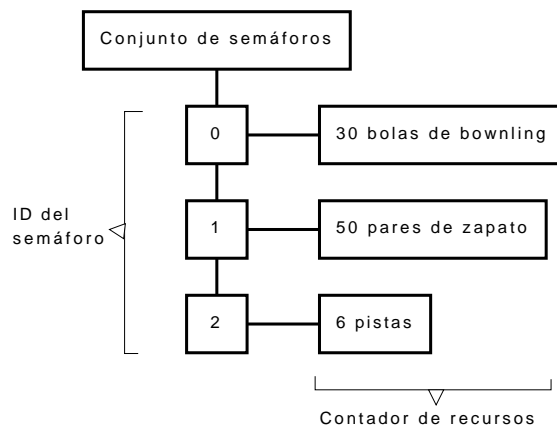 Conjunto de semáforos
0
30 bolas de bownling
ID del
semáforo
1
50 pares de zapato
2
6 pistas
Contador de recursos